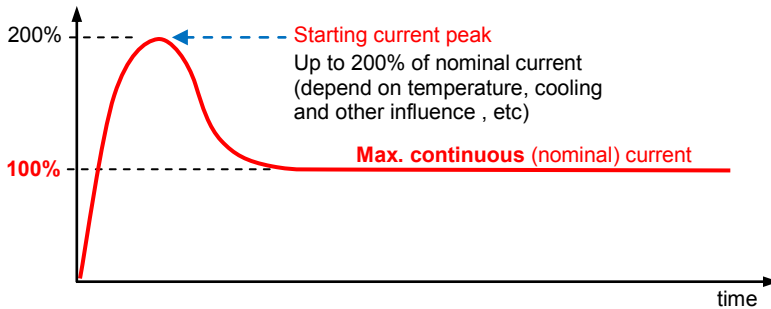 200%
Starting current peak
Up to 200% of nominal current
(depend on temperature, cooling
and other influence , etc)
100%
Max. continuous (nominal) current
time